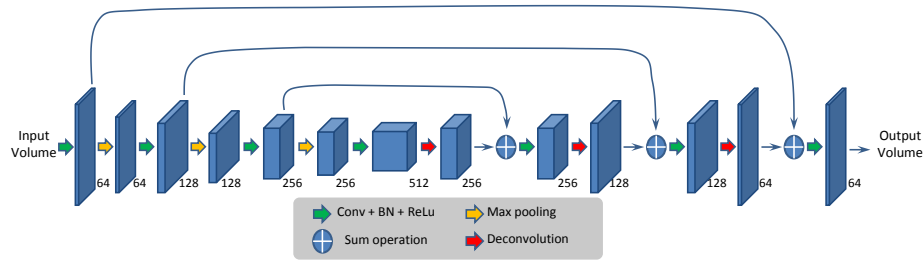 Input
Volume
64
64
128
128
256
256
512
256
256
128
128
64
64
Output
Volume
Conv + BN + ReLu
Max pooling
Sum operation
Deconvolution